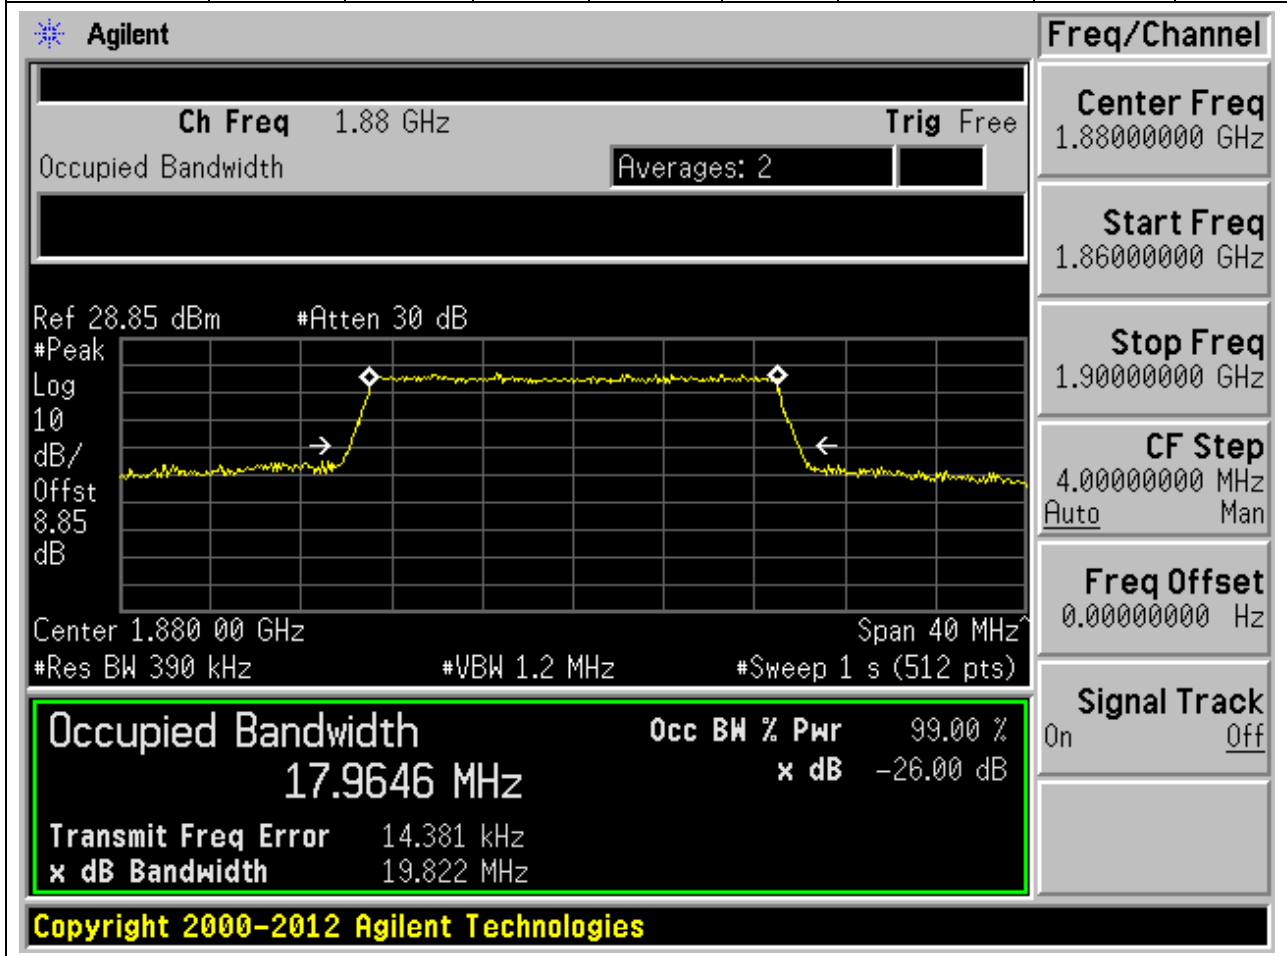 Agilent
Freq/Channel
Ch Freq 1.88 GHz Trig Free
Occupied Bandwidth Averages: 2
Ref 28.85 dBm #Atten 30 dB
#Peak
Log
10
dB/
Offst
8.85
dB
Center 1.880 00 GHz Span 40 MHz^
#Res BW 390 kHz #VBW 1.2 MHz #Sweep 1 s (512 pts)
Occupied Bandwidth Occ BW % Pwr 99.00 %
17.9646 MHz x dB -26.00 dB
Transmit Freq Error 14.381 kHz
x dB Bandwidth 19.822 MHz
Copyright 2000-2012 Agilent Technologies
Center Freq
1.88000000 GHz
Start Freq
1.86000000 GHz
Stop Freq
1.90000000 GHz
CF Step
4.00000000 MHz
Auto Man
Freq Offset
0.00000000 Hz
Signal Track
On Off